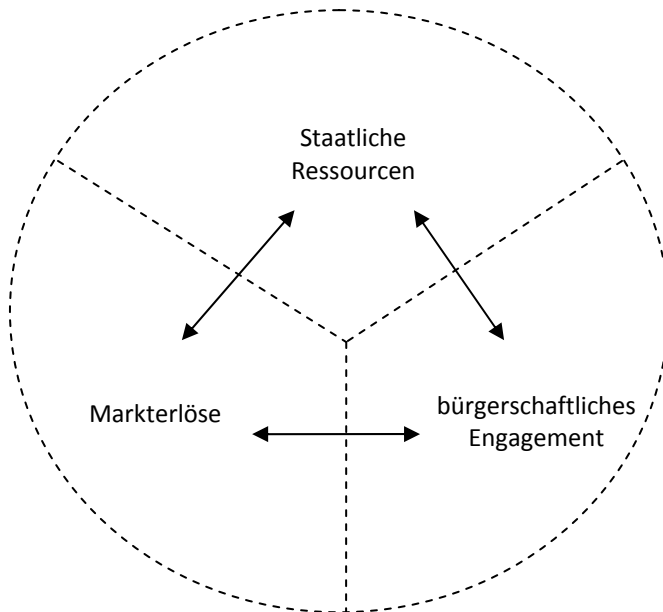 Staatliche
Ressourcen
Markterlöse
bürgerschaftliches
Engagement